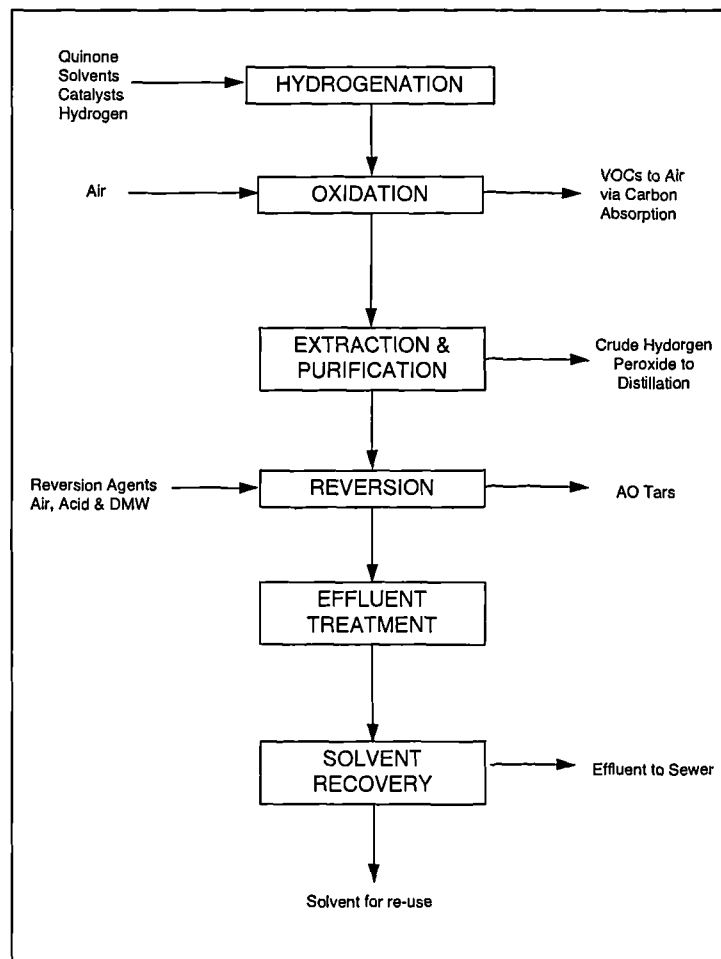 Quinone
Solvents
Catalysts
Hydrogen
HYDROGENATION
Air
OXIDATION
VOCs to Air
via Carbon
Absorption
EXTRACTION &
PURIFICATION
Crude Hydorgen
Peroxide to
Distillation
Reversion Agents
Air, Acid & DMW
REVERSION
AO Tars
EFFLUENT
TREATMENT
SOLVENT
RECOVERY
Effluent to Sewer
Solvent for re-use